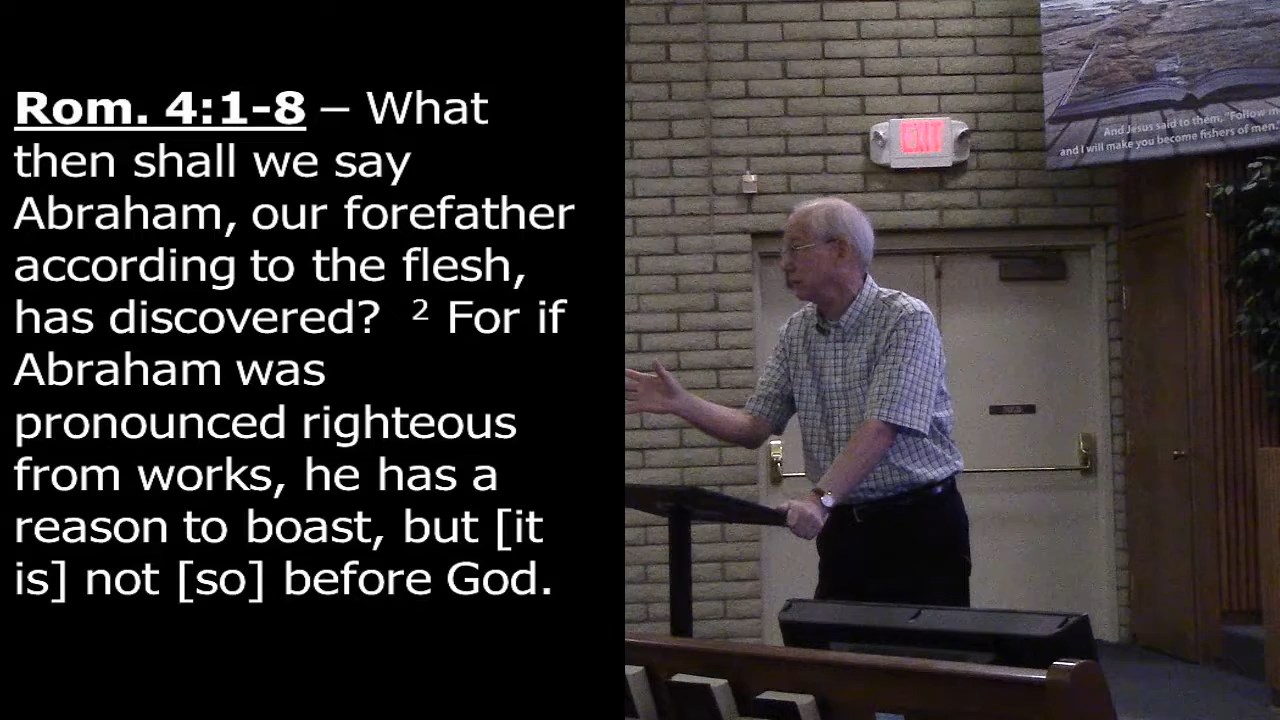 Rom. 4:1-8 – What
then shall we say
Abraham, our forefather
according to the flesh,
has discovered? ² For if
Abraham was
pronounced righteous
from works, he has a
reason to boast, but [it
is] not [so] before God.
EXIT
And Jesus said to them, "Follow me
and I will make you become fishers of men."